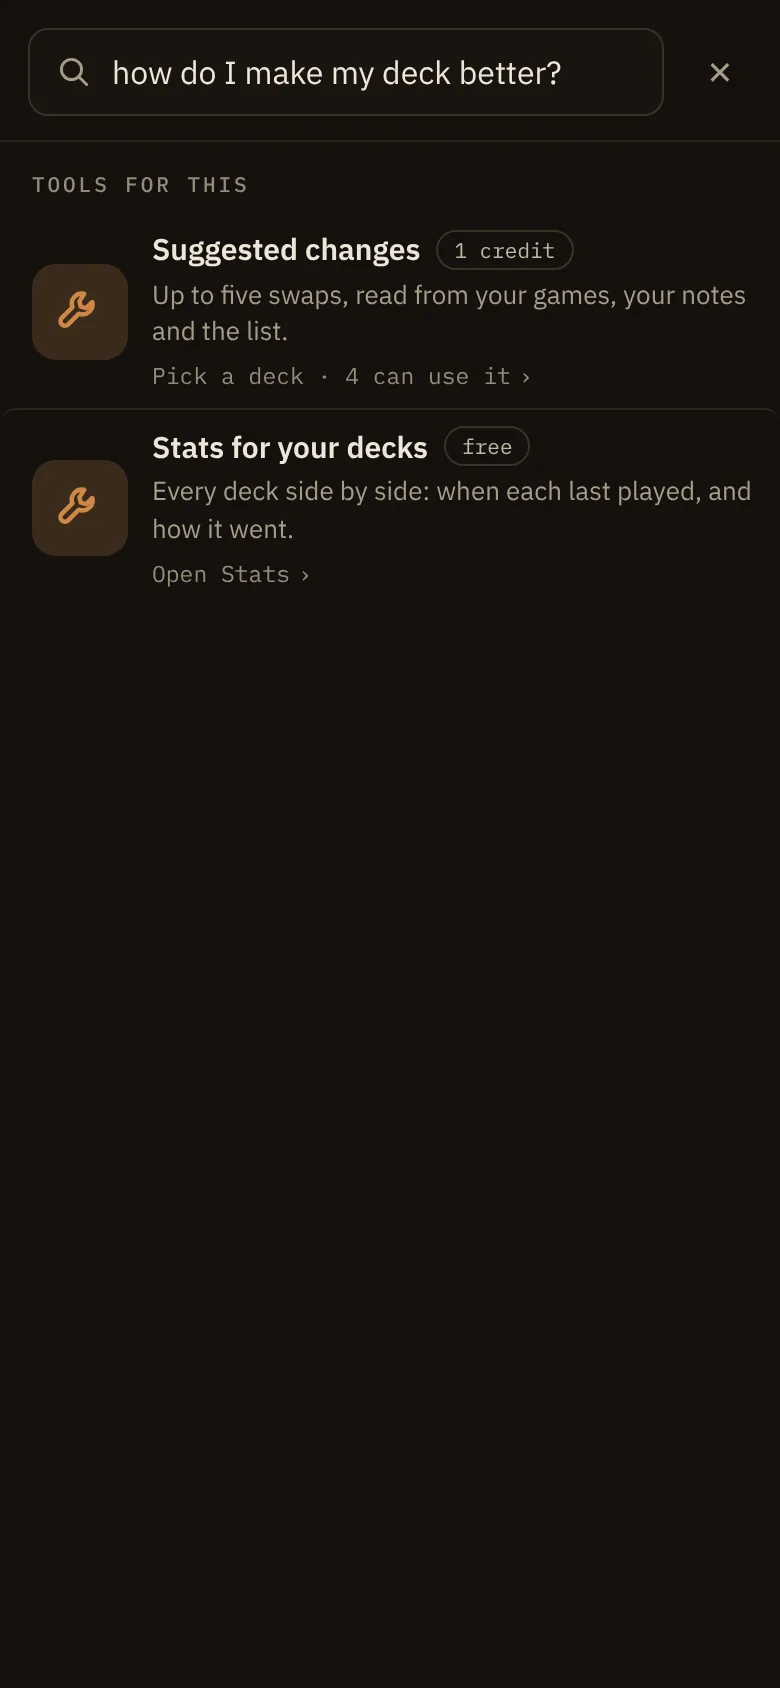 how do I make my deck better?
TOOLS FOR THIS
Suggested changes 1 credit
Up to five swaps, read from your games, your notes
and the list.
Pick a deck · 4 can use it ›
Stats for your decks free
Every deck side by side: when each last played, and
how it went.
Open Stats ›